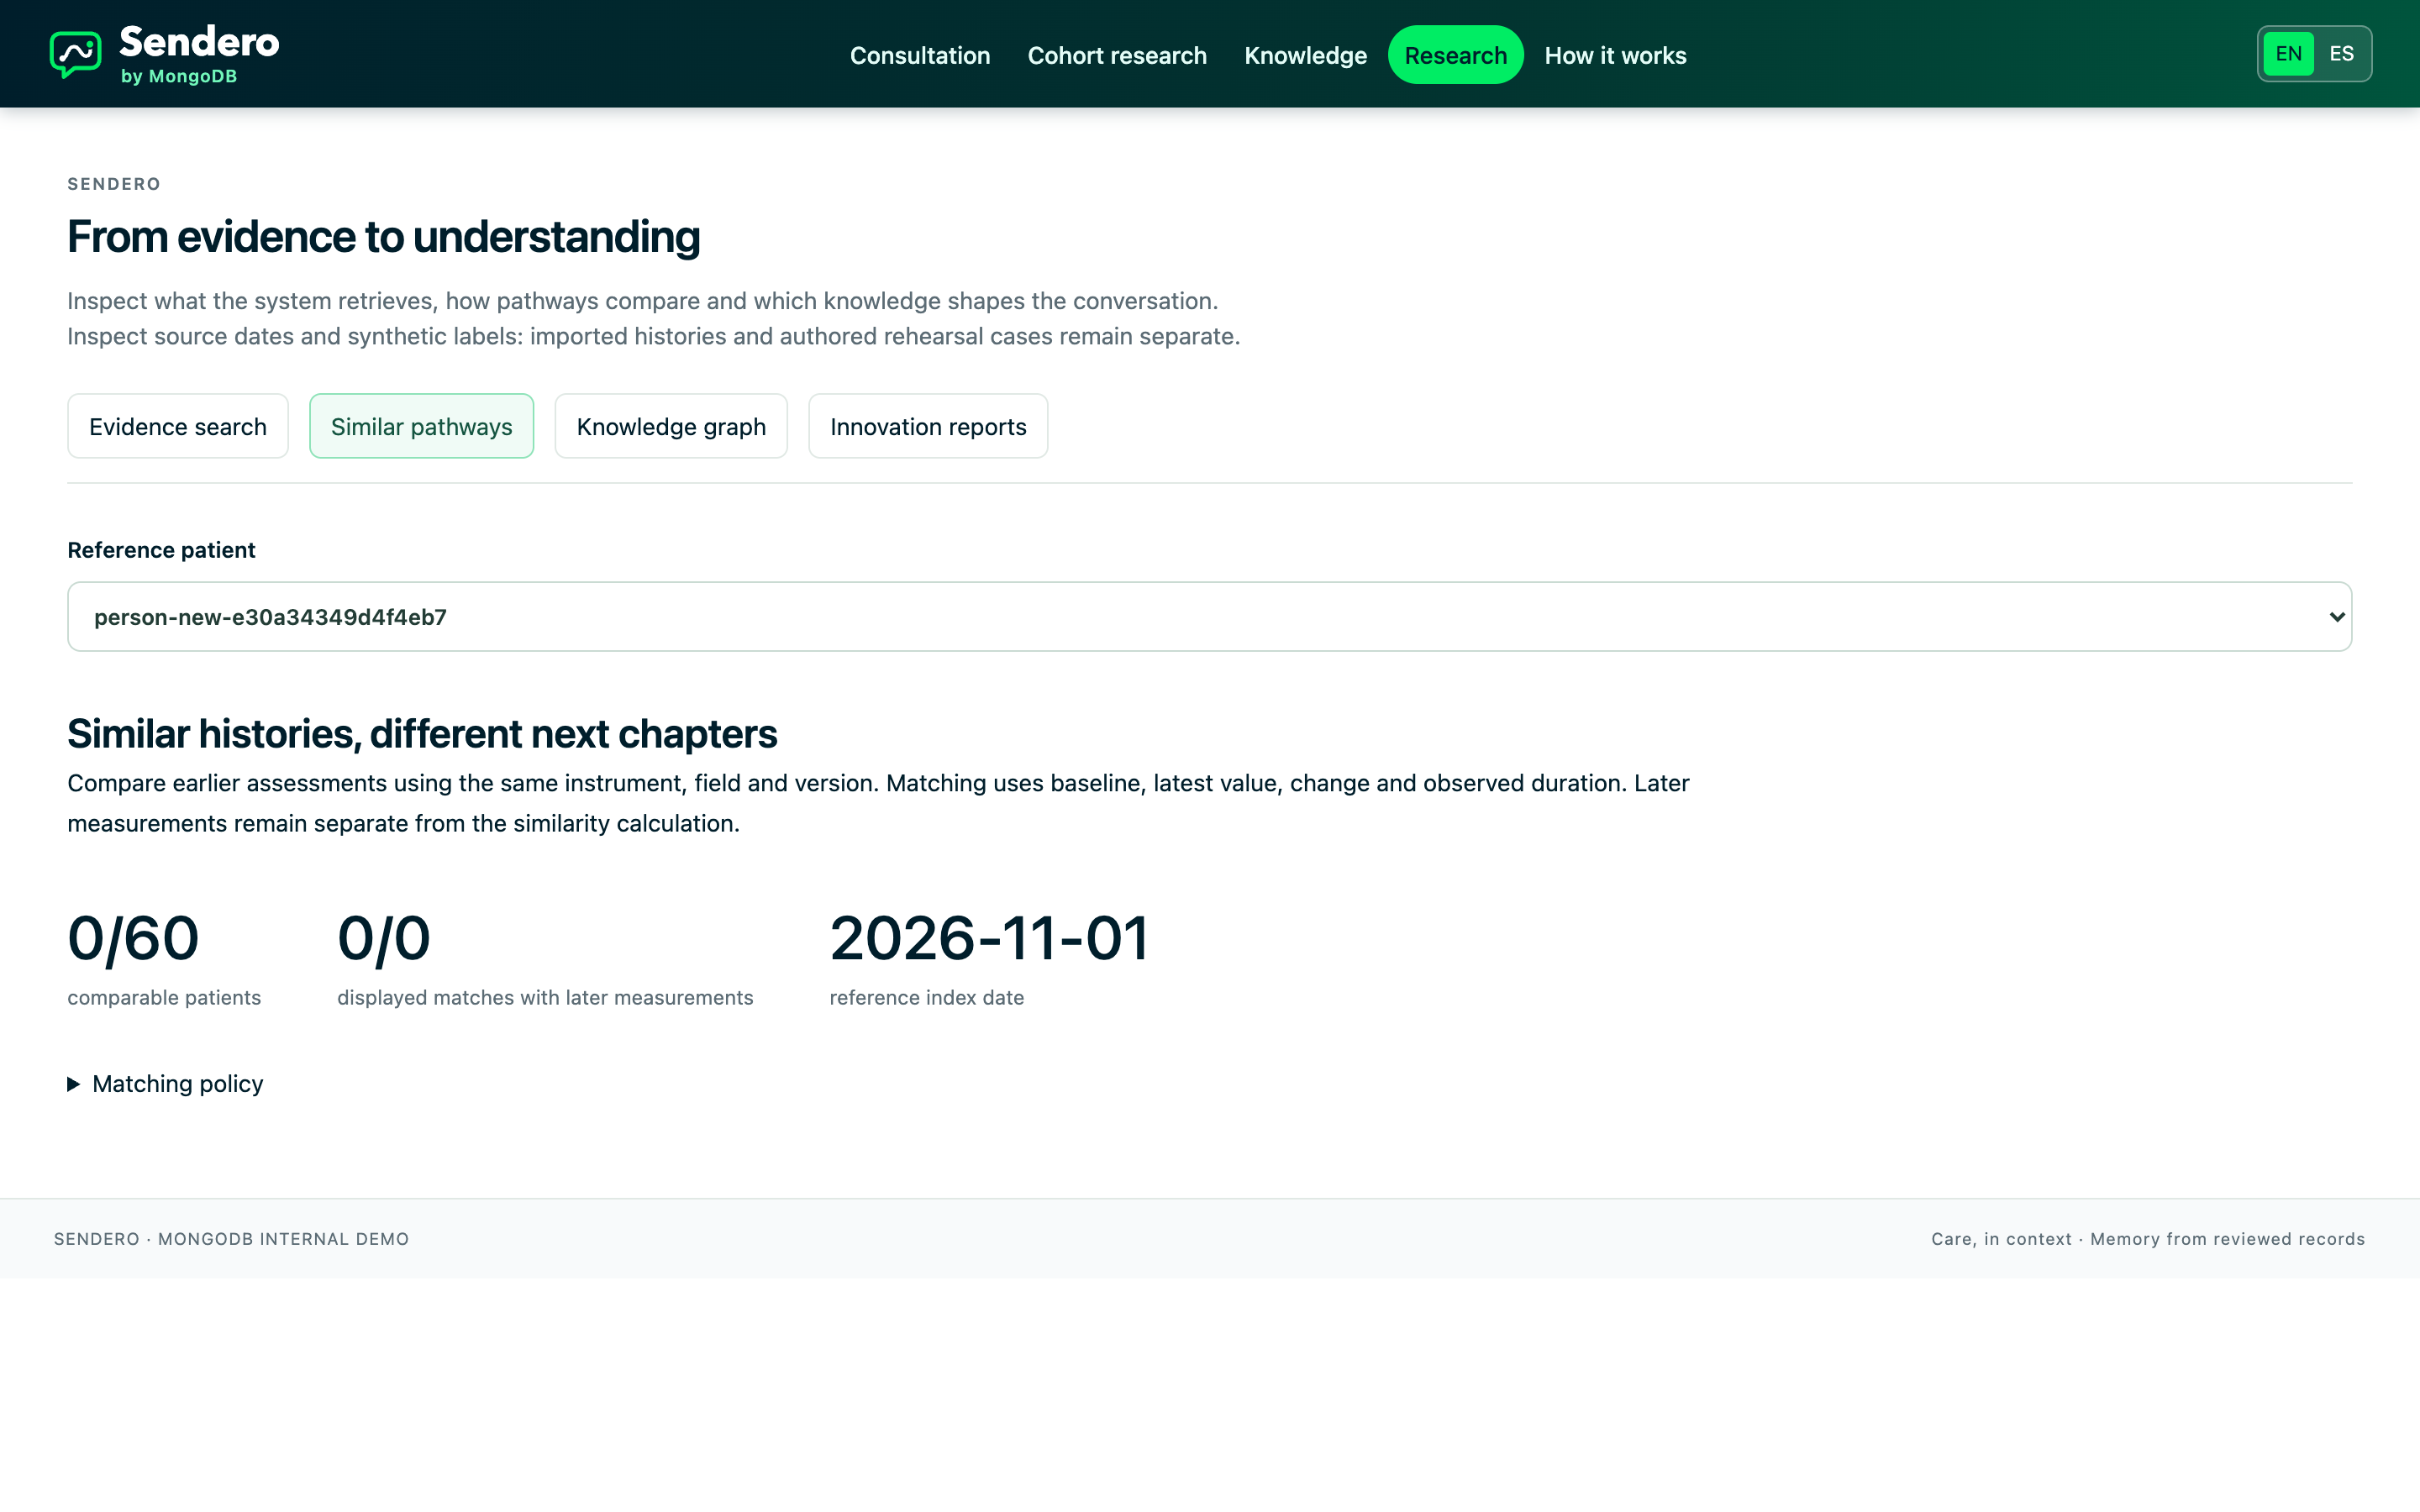 Sendero
by MongoDB
Consultation
Cohort research
Knowledge
Research
How it works
EN
ES
SENDERO
From evidence to understanding
Inspect what the system retrieves, how pathways compare and which knowledge shapes the conversation.
Inspect source dates and synthetic labels: imported histories and authored rehearsal cases remain separate.
Evidence search
Similar pathways
Knowledge graph
Innovation reports
Reference patient
person-new-e30a34349d4f4eb7
Similar histories, different next chapters
Compare earlier assessments using the same instrument, field and version. Matching uses baseline, latest value, change and observed duration. Later
measurements remain separate from the similarity calculation.
0/60
comparable patients
0/0
displayed matches with later measurements
2026-11-01
reference index date
Matching policy
SENDERO · MONGODB INTERNAL DEMO
Care, in context · Memory from reviewed records